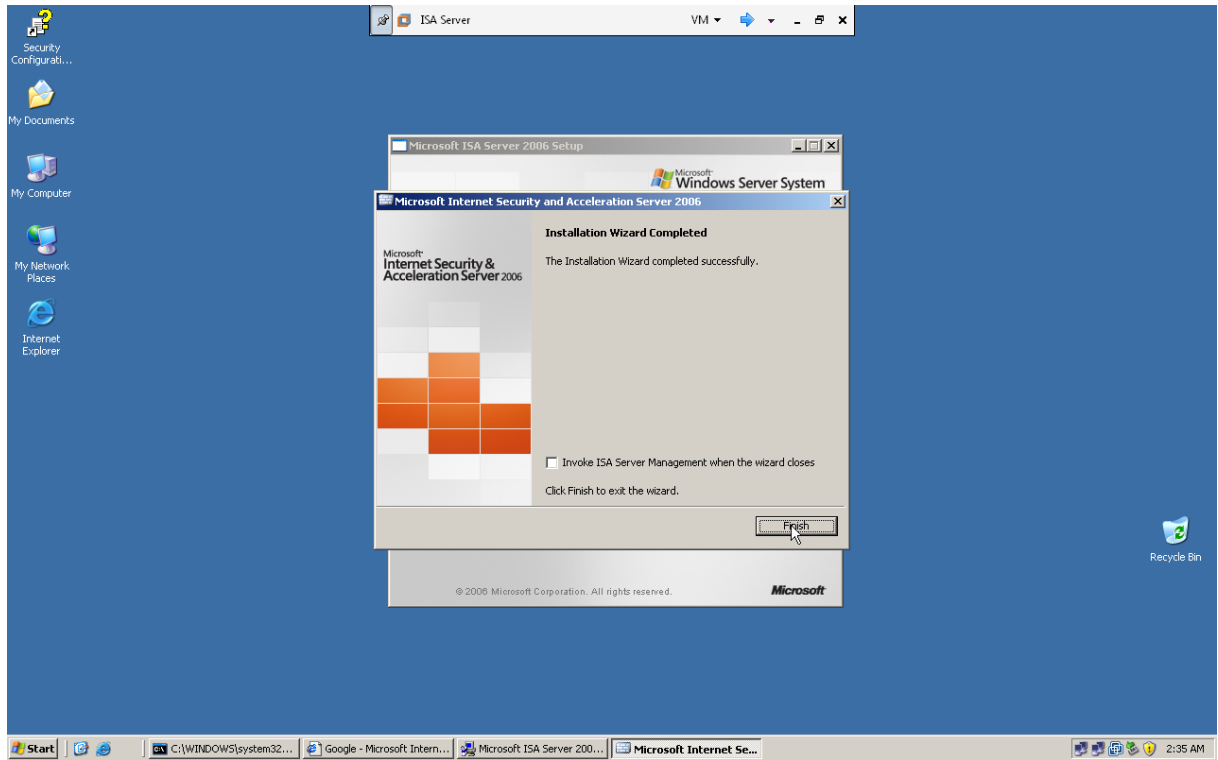 ISA Server
VM
Security
Configurati...
My Documents
My Computer
My Network
Places
Internet
Explorer
Microsoft ISA Server 2006 Setup
Microsoft
Windows Server System
Microsoft Internet Security and Acceleration Server 2006
Microsoft
Internet Security &
Acceleration Server 2006
Installation Wizard Completed
The Installation Wizard completed successfully.
Invoke ISA Server Management when the wizard closes
Click Finish to exit the wizard.
Finish
© 2006 Microsoft Corporation. All rights reserved.
Microsoft
Recycle Bin
Start
C:\WINDOWS\system32...
Google - Microsoft Intern...
Microsoft ISA Server 200...
Microsoft Internet Se...
2:35 AM